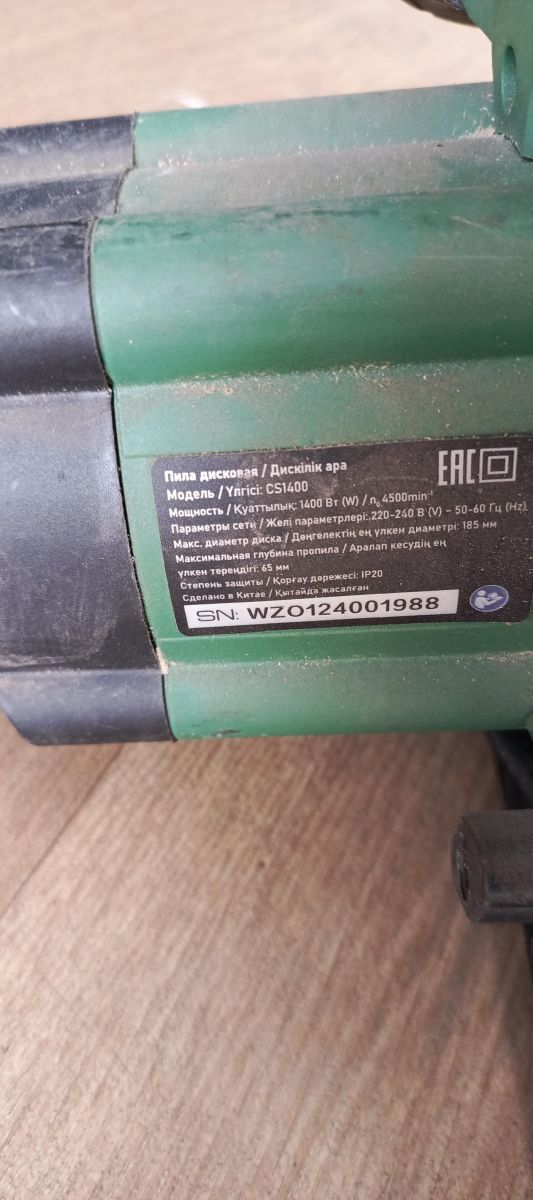 Пила дисковая / Дискілік ара
EAC
Модель / Үлгісі: CS1400
Мощность / Қуаттылық: 1400 Вт (W) / n₀ 4500min⁻¹
Параметры сети / Желі параметрлері: 220-240 В (V) ~ 50-60 Гц (Hz)
Макс. диаметр диска / Дөңгелектің ең үлкен диаметрі: 185 мм
Максимальная глубина пропила / Аралап кесудің ең
үлкен тереңдігі: 65 мм
Степень защиты / Қорғау дәрежесі: IP20
Сделано в Китае / Қытайда жасалған
SN: WZO124001988